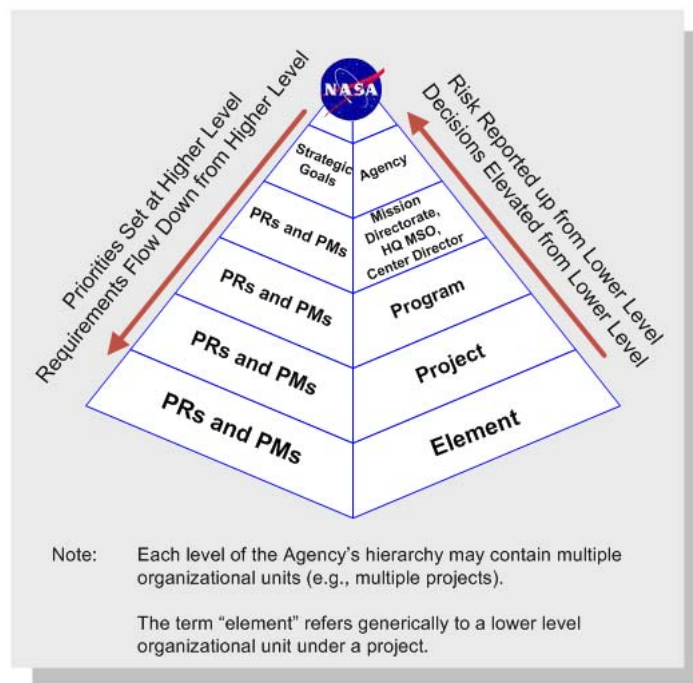 NASA
Priorities Set at Higher Level
Requirements Flow Down from Higher Level
Risk Reported up from Lower Level
Decisions Elevated from Lower Level
Strategic
Goals
Agency
PRs and PMs
Mission
Directorate,
HQ MSO,
Center Director
PRs and PMs
Program
PRs and PMs
Project
PRs and PMs
Element
Note: Each level of the Agency's hierarchy may contain multiple
organizational units (e.g., multiple projects).
The term “element” refers generically to a lower level
organizational unit under a project.